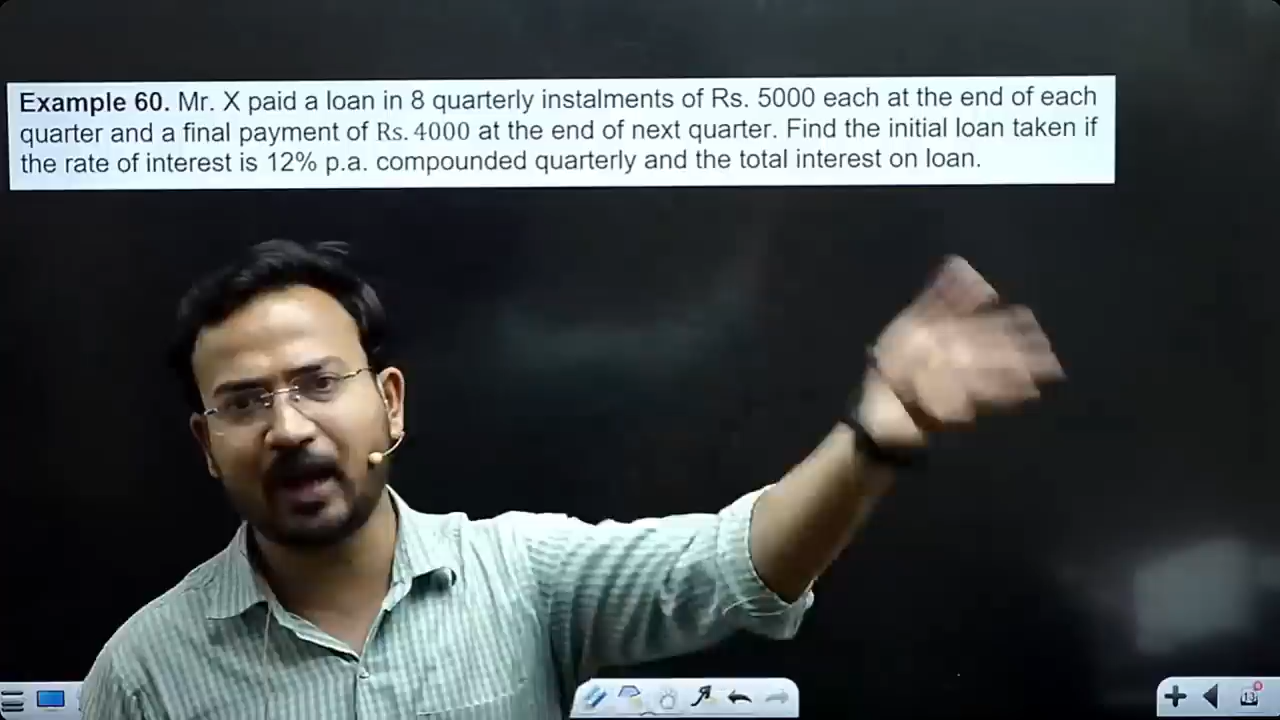 Example 60. Mr. X paid a loan in 8 quarterly instalments of Rs. 5000 each at the end of each
quarter and a final payment of Rs. 4000 at the end of next quarter. Find the initial loan taken if
the rate of interest is 12% p.a. compounded quarterly and the total interest on loan.